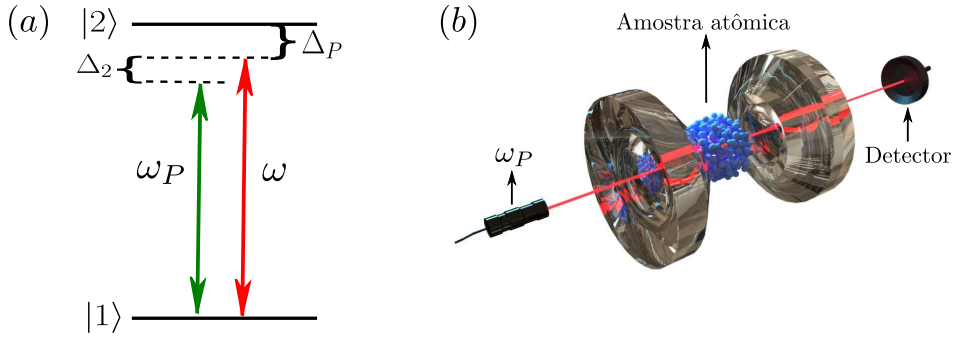 (a)
|2⟩
Δ_P
Δ_2
ω_P
ω
|1⟩
(b)
Amostra atômica
ω_P
Detector